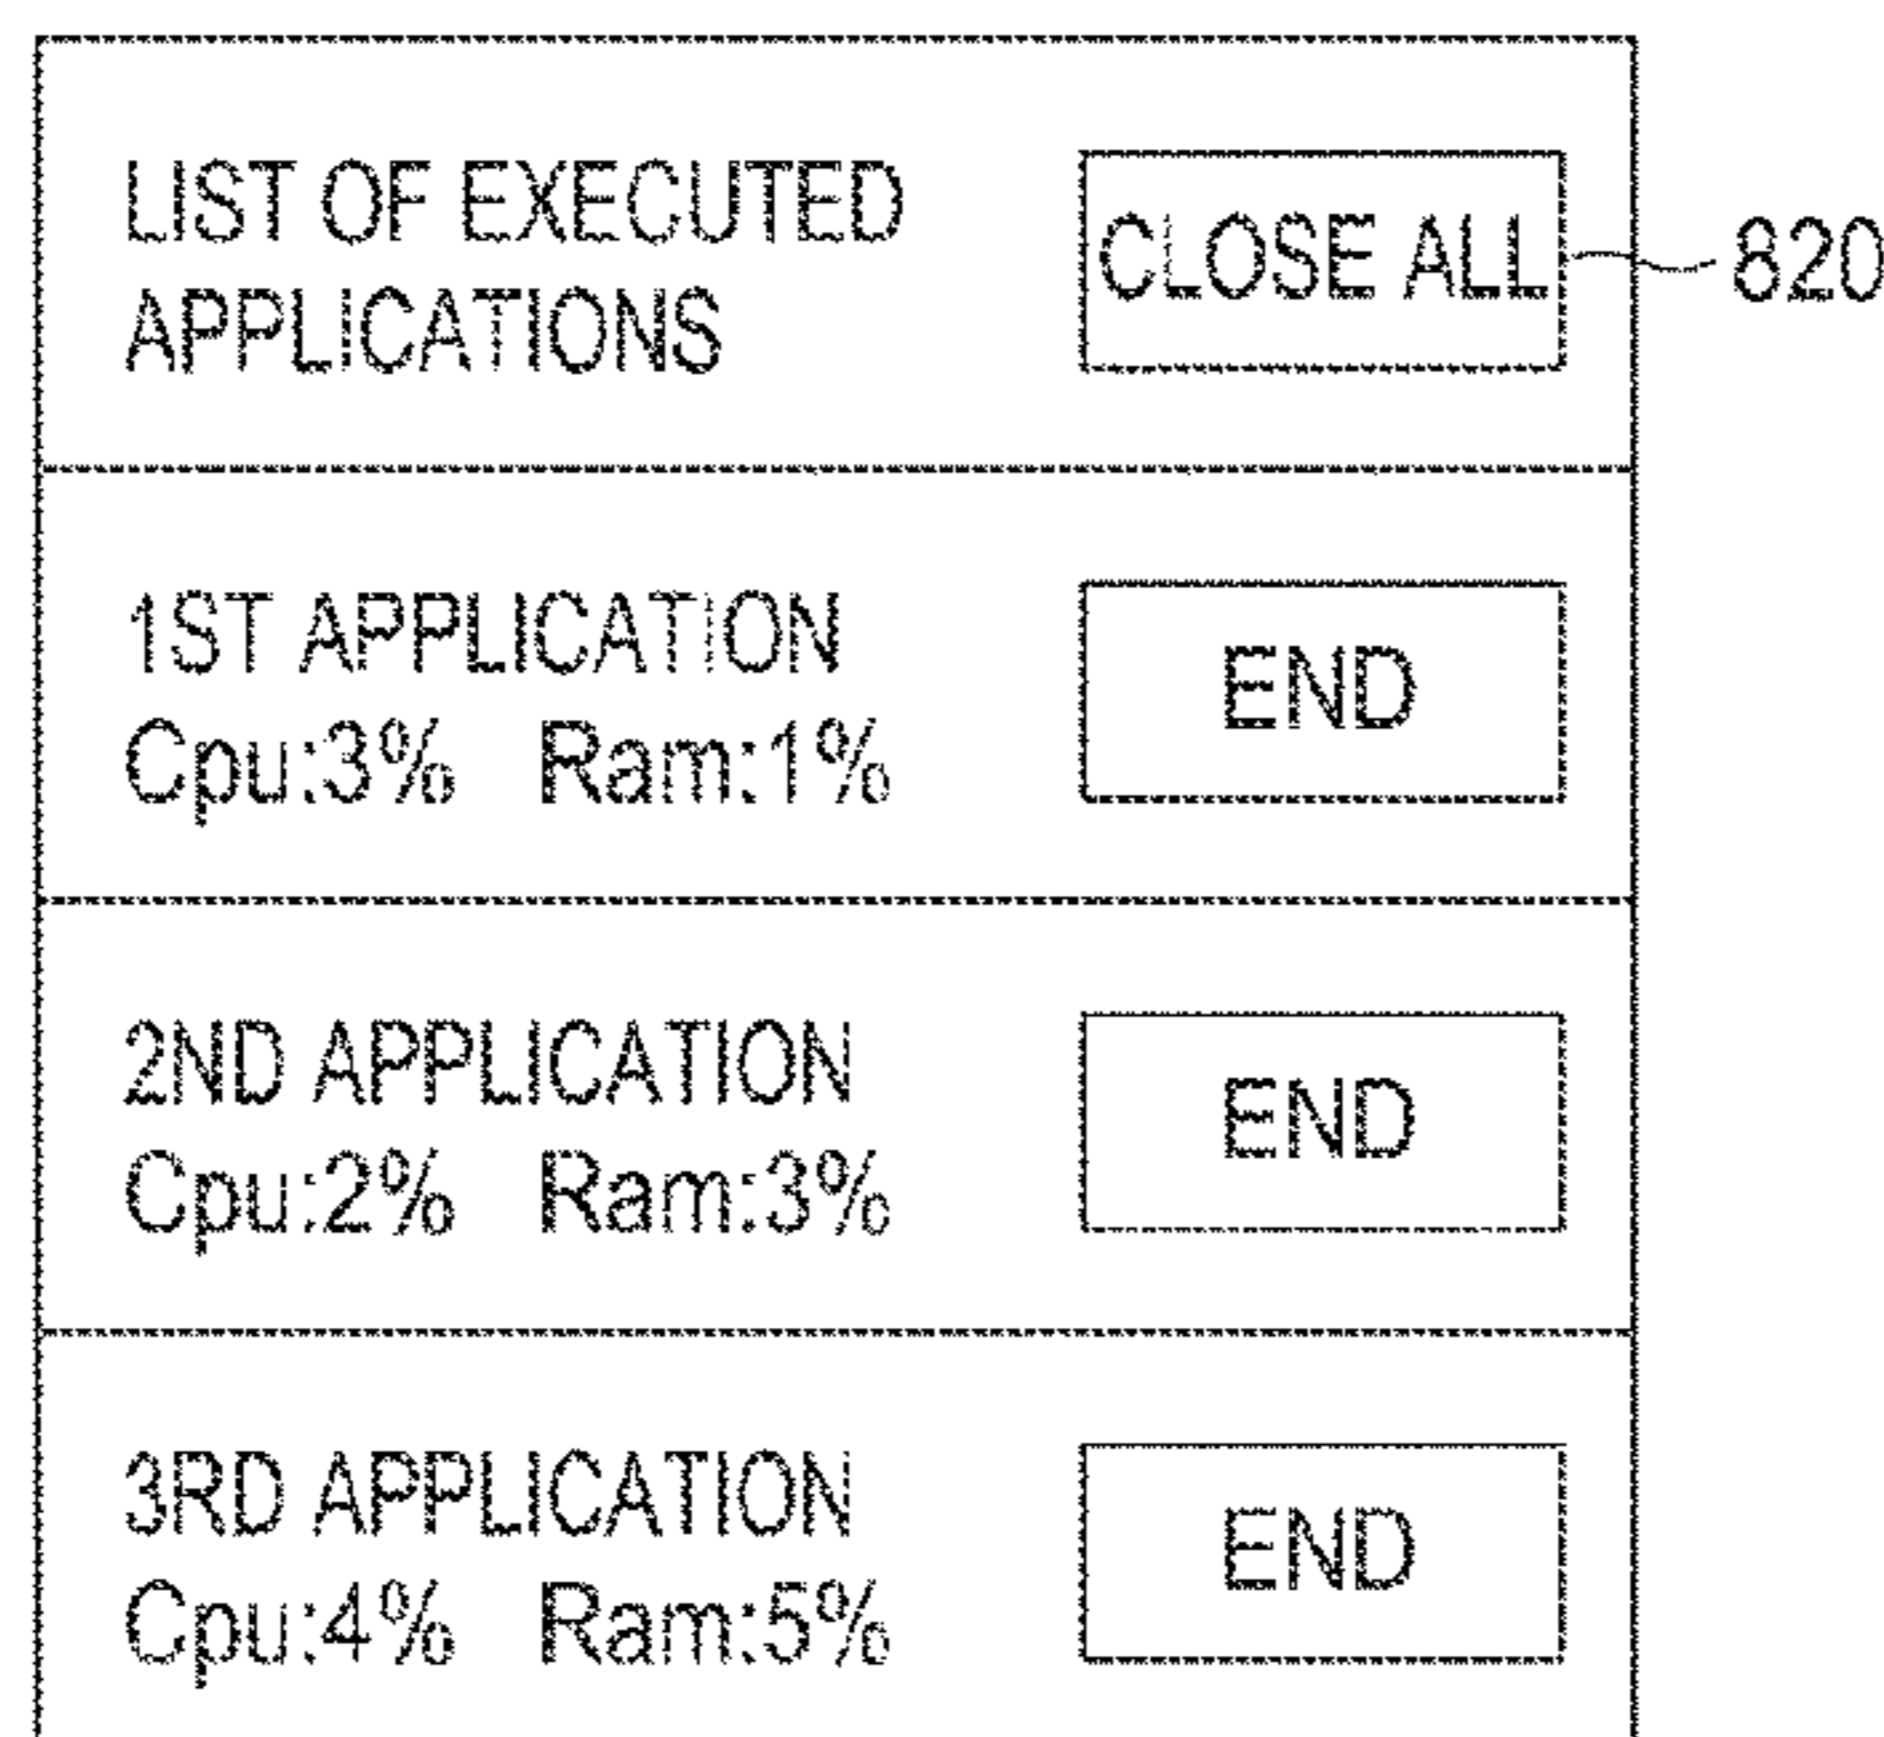 LIST OF EXECUTED
APPLICATIONS
CLOSE ALL
820
1ST APPLICATION
Cpu:3% Ram:1%
END
2ND APPLICATION
Cpu:2% Ram:3%
END
3RD APPLICATION
Cpu:4% Ram:5%
END